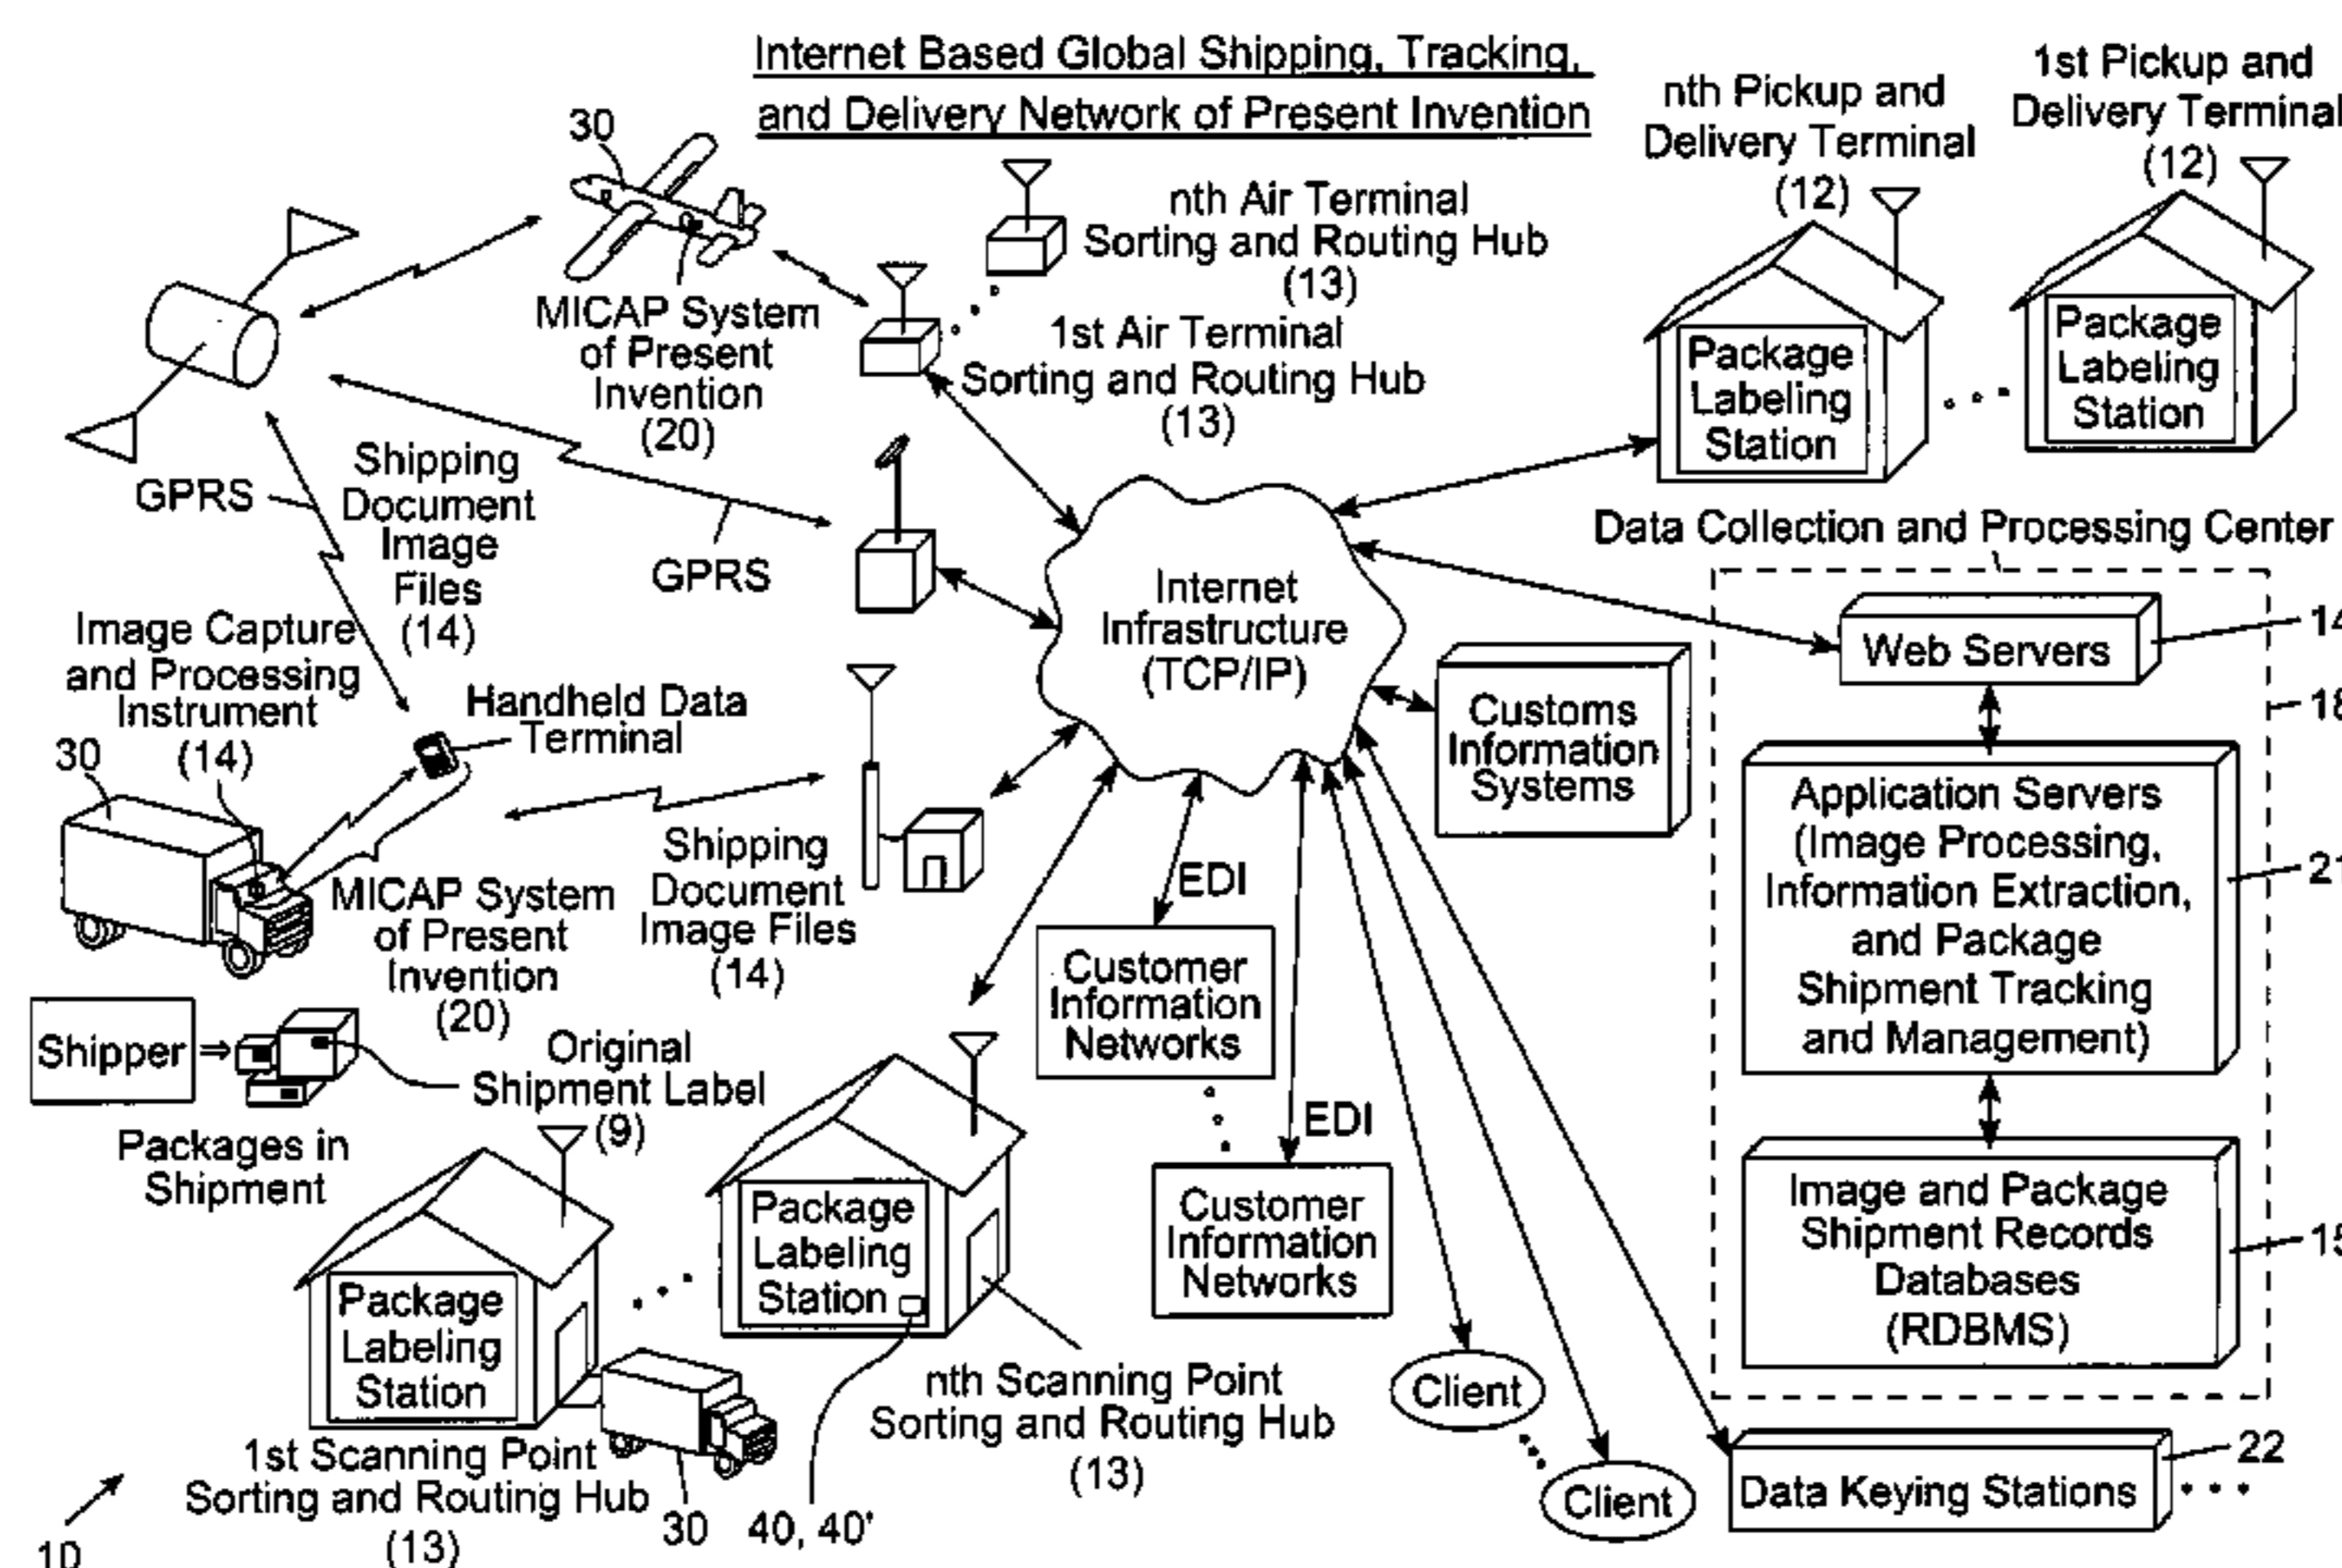 Internet Based Global Shipping, Tracking,
and Delivery Network of Present Invention
30
nth Air Terminal
Sorting and Routing Hub
(13)
1st Air Terminal
Sorting and Routing Hub
(13)
MICAP System
of Present
Invention
(20)
nth Pickup and
Delivery Terminal
(12)
1st Pickup and
Delivery Terminal
(12)
Package
Labeling
Station
Package
Labeling
Station
GPRS
Shipping
Document
Image
Files
(14)
GPRS
Internet
Infrastructure
(TCP/IP)
Data Collection and Processing Center
Web Servers
14
18
Application Servers
(Image Processing,
Information Extraction,
and Package
Shipment Tracking
and Management)
21
Image and Package
Shipment Records
Databases
(RDBMS)
15
Customs
Information
Systems
Image Capture
and Processing
Instrument
(14)
30
Handheld Data
Terminal
MICAP System
of Present
Invention
(20)
Shipping
Document
Image Files
(14)
EDI
Customer
Information
Networks
EDI
Customer
Information
Networks
Shipper
Original
Shipment Label
(9)
Packages in
Shipment
Package
Labeling
Station
Package
Labeling
Station
1st Scanning Point
Sorting and Routing Hub
(13)
30
40, 40'
nth Scanning Point
Sorting and Routing Hub
(13)
Client
Client
Data Keying Stations
22
10